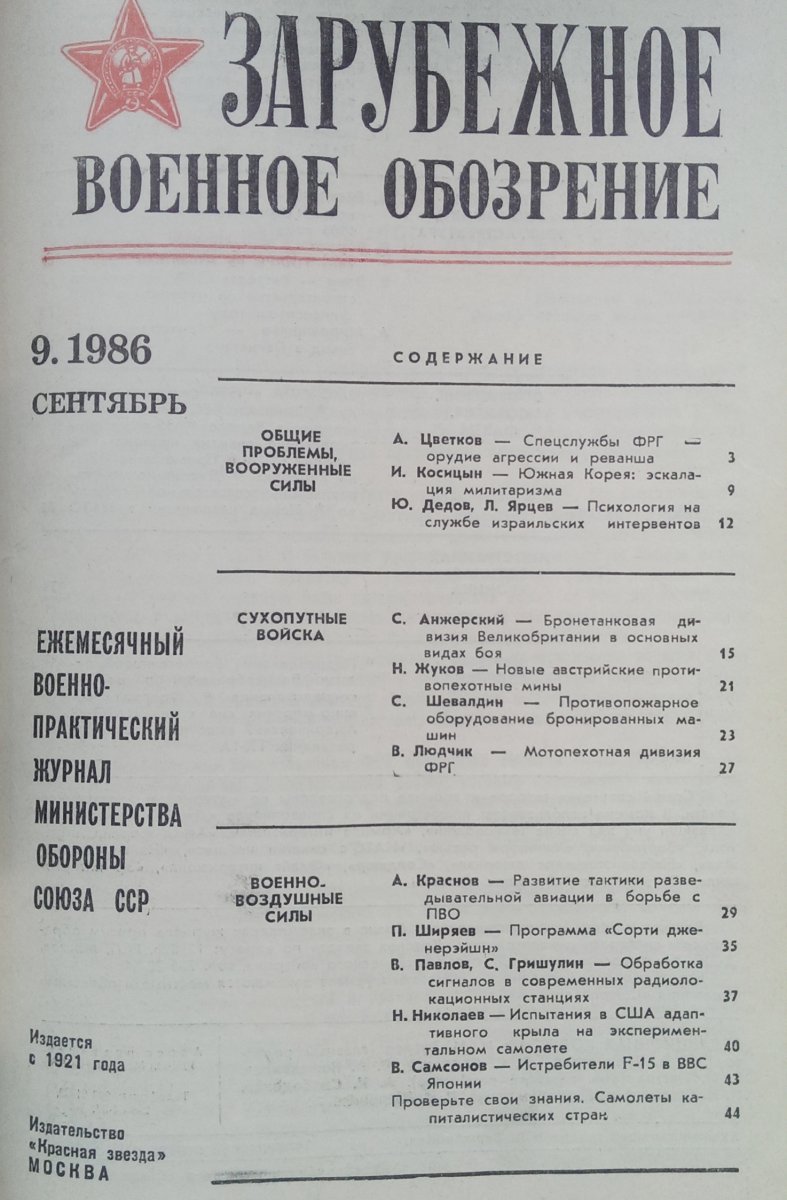 ЗАРУБЕЖНОЕ
ВОЕННОЕ ОБОЗРЕНИЕ
9.1986
СЕНТЯБРЬ
СОДЕРЖАНИЕ
ОБЩИЕ
ПРОБЛЕМЫ,
ВООРУЖЕННЫЕ
СИЛЫ
А. Цветков — Спецслужбы ФРГ —
орудие агрессии и реванша 3
И. Косицын — Южная Корея: эскала-
ция милитаризма 9
Ю. Дедов, Л. Ярцев — Психология на
службе израильских интервентов 12
ЕЖЕМЕСЯЧНЫЙ
ВОЕННО-
ПРАКТИЧЕСКИЙ
ЖУРНАЛ
МИНИСТЕРСТВА
ОБОРОНЫ
СОЮЗА ССР
СУХОПУТНЫЕ
ВОЙСКА
С. Анжерский — Бронетанковая ди-
визия Великобритании в основных
видах боя 15
Н. Жуков — Новые австрийские проти-
вопехотные мины 21
С. Шевалдин — Противопожарное
оборудование бронированных ма-
шин 23
В. Людчик — Мотопехотная дивизия
ФРГ 27
ВОЕННО-
ВОЗДУШНЫЕ
СИЛЫ
А. Краснов — Развитие тактики разве-
дывательной авиации в борьбе с
ПВО 29
П. Ширяев — Программа «Сорти дже-
нерэйшн» 35
В. Павлов, С. Гришулин — Обработка
сигналов в современных радиоло-
кационных станциях 37
Н. Николаев — Испытания в США адап-
тивного крыла на эксперимен-
тальном самолете 40
В. Самсонов — Истребители F-15 в ВВС
Японии 43
Проверьте свои знания. Самолеты ка-
питалистических стран 44
Издается
с 1921 года
Издательство
«Красная звезда»
МОСКВА